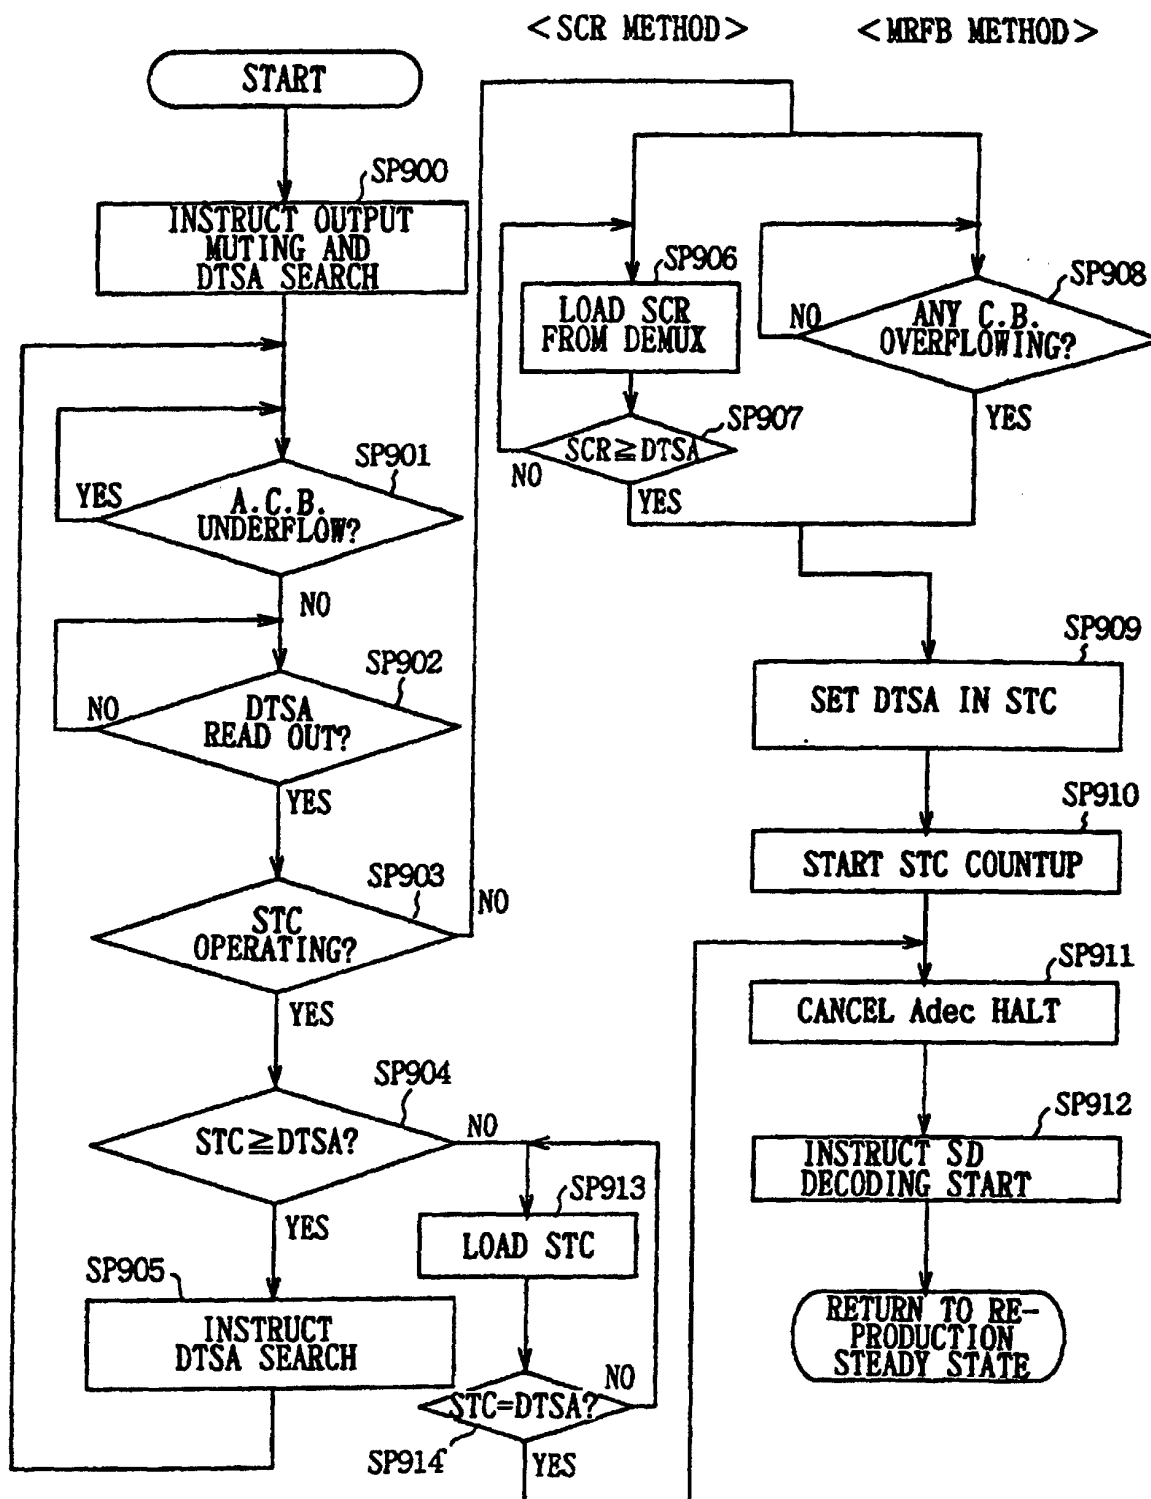 <SCR METHOD>
<MRFB METHOD>
START
SP900
INSTRUCT OUTPUT
MUTING AND
DTSA SEARCH
SP901
A.C.B.
UNDERFLOW?
YES
NO
SP902
DTSA
READ OUT?
NO
YES
SP903
STC
OPERATING?
NO
YES
SP904
STC≧DTSA?
NO
YES
SP905
INSTRUCT
DTSA SEARCH
SP913
LOAD STC
STC=DTSA?
NO
SP914
YES
SP906
LOAD SCR
FROM DEMUX
SP907
SCR≧DTSA
NO
YES
SP908
ANY C.B.
OVERFLOWING?
NO
YES
SP909
SET DTSA IN STC
SP910
START STC COUNTUP
SP911
CANCEL Adec HALT
SP912
INSTRUCT SD
DECODING START
RETURN TO RE-
PRODUCTION
STEADY STATE